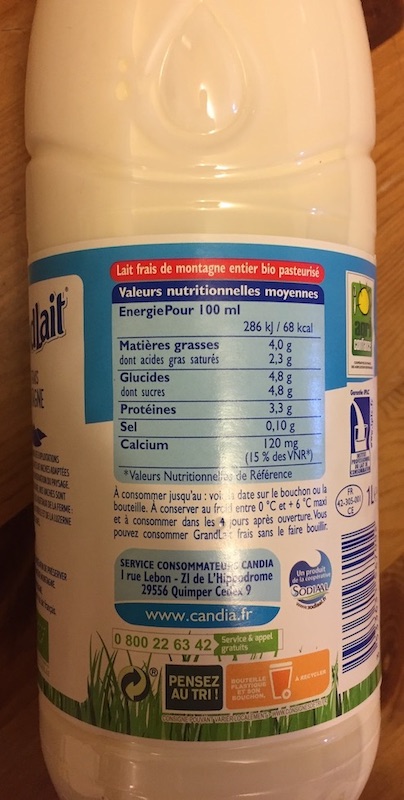 Lait frais de montagne entier bio pasteurisé
Valeurs nutritionnelles moyennes
EnergiePour 100 ml
286 kJ / 68 kcal
Matières grasses 4,0 g
dont acides gras saturés 2,3 g
Glucides 4,8 g
dont sucres 4,8 g
Protéines 3,3 g
Sel 0,10 g
Calcium 120 mg
(15 % des VNR*)
*Valeurs Nutritionnelles de Référence
À consommer jusqu'au : voir la date sur le bouchon ou la
bouteille. À conserver au froid entre 0 °C et + 6 °C maxi
et à consommer dans les 4 jours après ouverture. Vous
pouvez consommer GrandLait frais sans le faire bouillir.
SERVICE CONSOMMATEURS CANDIA
1 rue Lebon - ZI de L'Hippodrome
29556 Quimper Cedex 9
www.candia.fr
0 800 22 63 42 Service & appel
gratuits
PENSEZ
AU TRI !
BOUTEILLE
PLASTIQUE
ET SON
BOUCHON.
À RECYCLER
Un produit
de la coopérative
SODIAAL
FR
42-305-001
CE